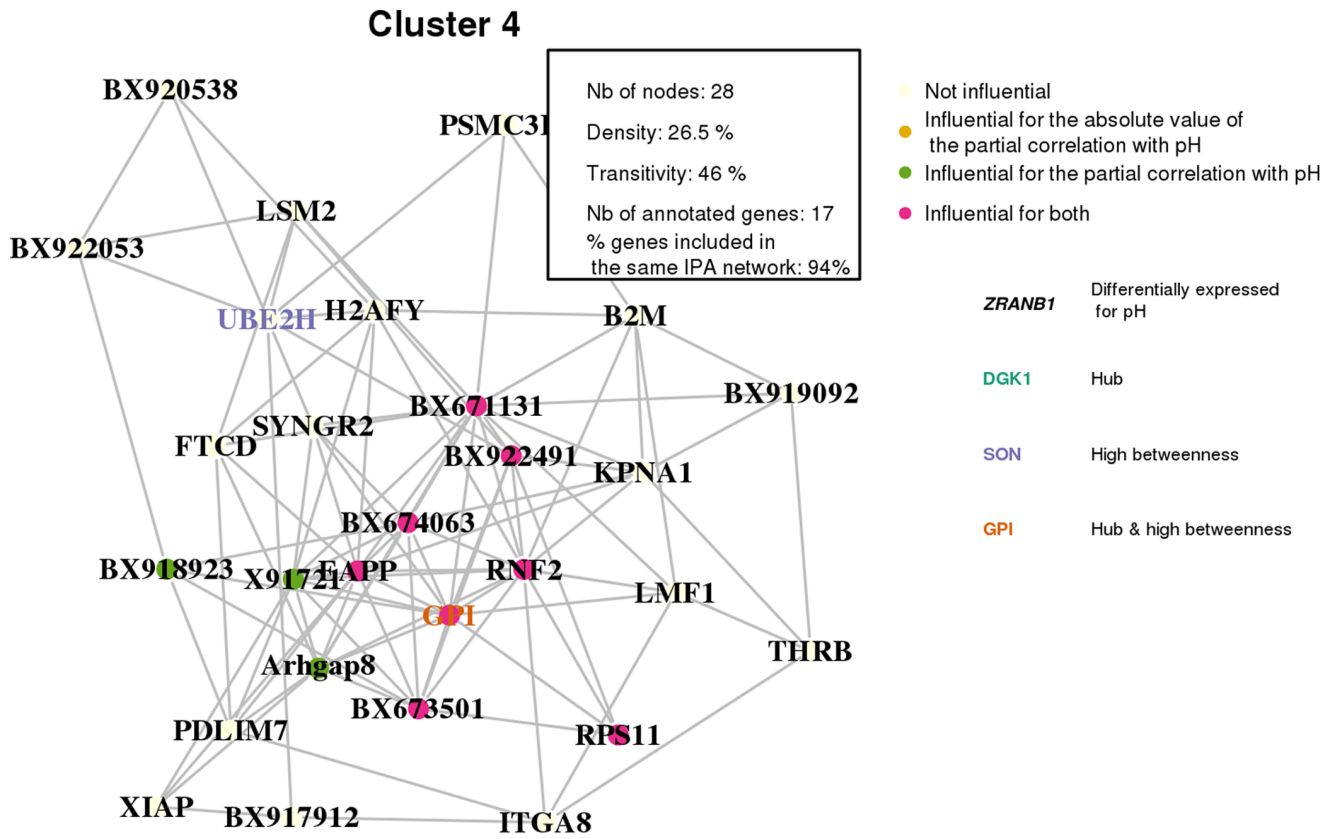 Cluster 4
Nb of nodes: 28
Density: 26.5 %
Transitivity: 46 %
Nb of annotated genes: 17
% genes included in
the same IPA network: 94%
Not influential
Influential for the absolute value of
the partial correlation with pH
Influential for the partial correlation with pH
Influential for both
ZRANB1
Differentially expressed
for pH
DGK1
Hub
SON
High betweenness
GPI
Hub & high betweenness
BX920538
LSM2
BX922053
UBE2H
H2AFY
B2M
BX919092
BX671131
SYNGR2
FTCD
BX922491
KPNA1
BX674063
BX918923
EAPP
RNF2
LMF1
GPI
THRB
Arhgap8
BX673501
PDLIM7
RPS11
XIAP
BX917912
ITGA8